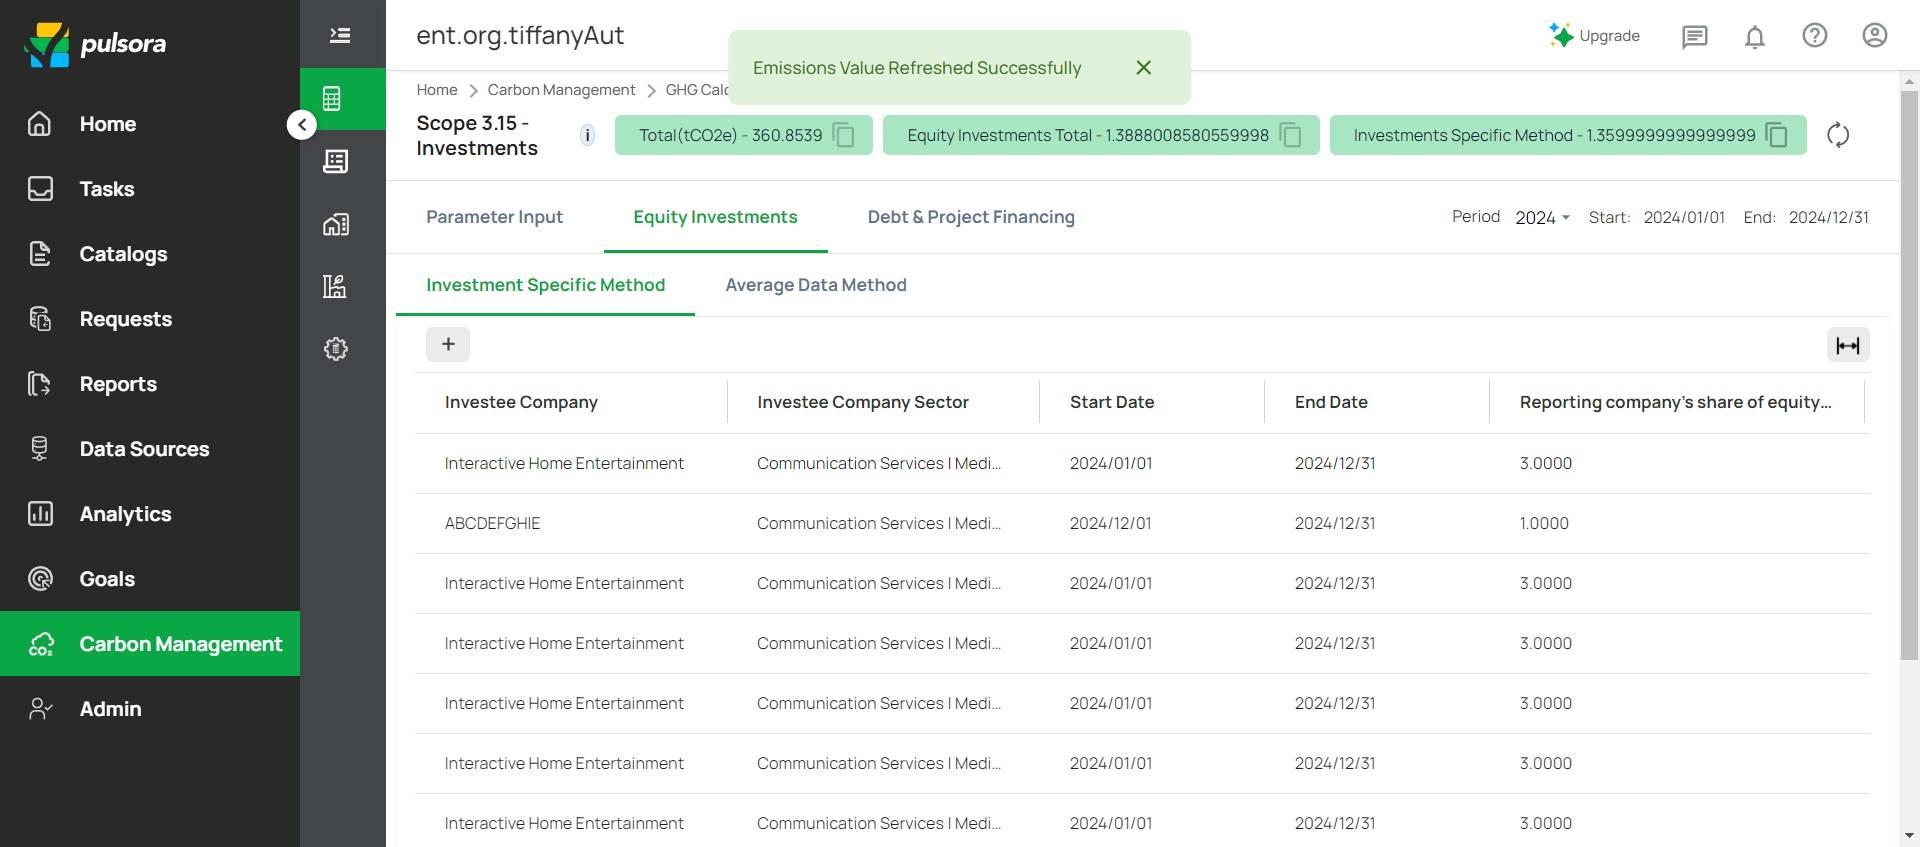 pulsora
Home
Tasks
Catalogs
Requests
Reports
Data Sources
Analytics
Goals
Carbon Management
Admin
ent.org.tiffanyAut
Emissions Value Refreshed Successfully
Upgrade
Home > Carbon Management > GHG Calc
Scope 3.15 -
Investments
i
Total(tCO2e) - 360.8539
Equity Investments Total - 1.3888008580559998
Investments Specific Method - 1.3599999999999999
Parameter Input
Equity Investments
Debt & Project Financing
Period 2024 Start: 2024/01/01 End: 2024/12/31
Investment Specific Method
Average Data Method
+
Investee Company Investee Company Sector Start Date End Date Reporting company's share of equity...
Interactive Home Entertainment Communication Services | Medi... 2024/01/01 2024/12/31 3.0000
ABCDEFGHIE Communication Services | Medi... 2024/12/01 2024/12/31 1.0000
Interactive Home Entertainment Communication Services | Medi... 2024/01/01 2024/12/31 3.0000
Interactive Home Entertainment Communication Services | Medi... 2024/01/01 2024/12/31 3.0000
Interactive Home Entertainment Communication Services | Medi... 2024/01/01 2024/12/31 3.0000
Interactive Home Entertainment Communication Services | Medi... 2024/01/01 2024/12/31 3.0000
Interactive Home Entertainment Communication Services | Medi... 2024/01/01 2024/12/31 3.0000